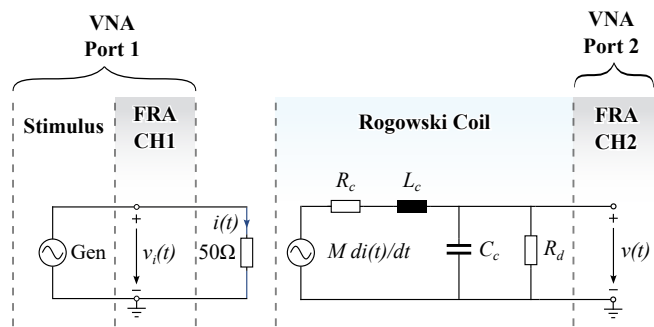 VNA
Port 1
VNA
Port 2
Stimulus
FRA
CH1
Rogowski Coil
FRA
CH2
R_c
L_c
Gen
+
v_i(t)
−
i(t)
50Ω
M di(t)/dt
C_c
R_d
+
v(t)
−